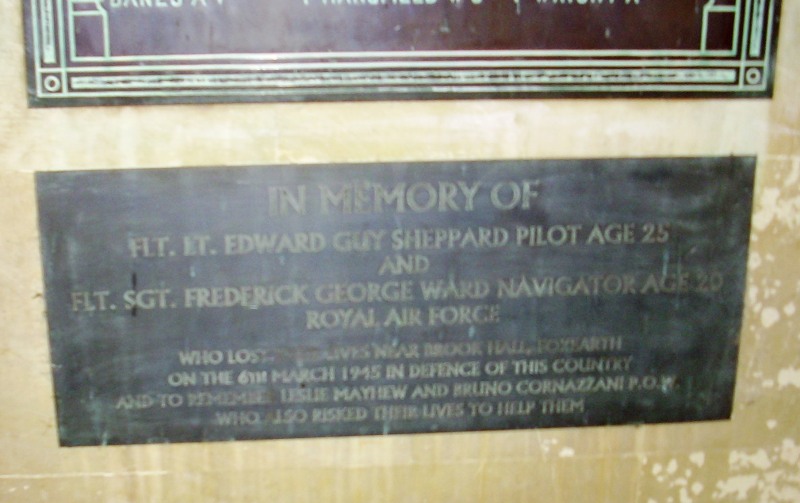 IN MEMORY OF
FLT. LT. EDWARD GUY SHEPPARD PILOT AGE 25
AND
FLT. SGT. FREDERICK GEORGE WARD NAVIGATOR AGE 20
ROYAL AIR FORCE
WHO LOST THEIR LIVES NEAR BROOK HALL, FOXEARTH
ON THE 6TH MARCH 1945 IN DEFENCE OF THIS COUNTRY
AND TO REMEMBER LESLIE MAYHEW AND BRUNO CORNAZZANI P.O.W.
WHO ALSO RISKED THEIR LIVES TO HELP THEM